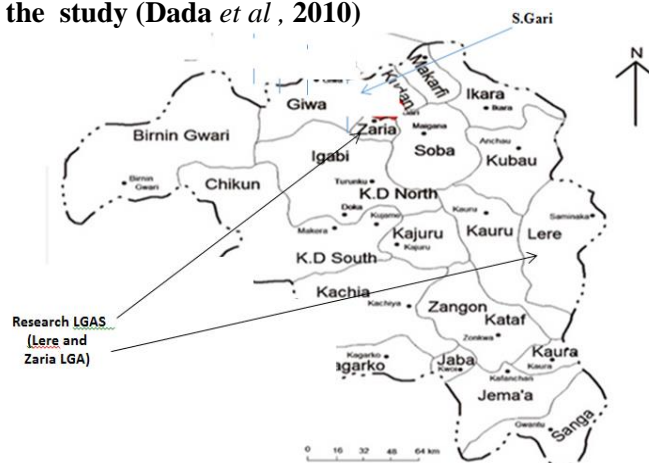 the study (Dada et al , 2010)
S.Gari
N
Makarfi
Kudan
Ikara
Ikara
Giwa
Zaria
Maigana
Anchau
Birnin Gwari
Soba
Kubau
Igabi
Birnin
Gwari
Chikun
Turunku
K.D North
Doka
Kujama
Kauru
Saminaka
Makera
Kajuru
Kajuru
Kauru
Lere
K.D South
Kachia
Kachiya
Zangon
Kataf
Zonkwa
Research LGAS
(Lere and
Zaria LGA)
Kagarko
agarko
Jaba
Kwoi
Kaura
Kaura
Kafanchan
Jema'a
Gwantu
Sanga
0 16 32 48 64 km